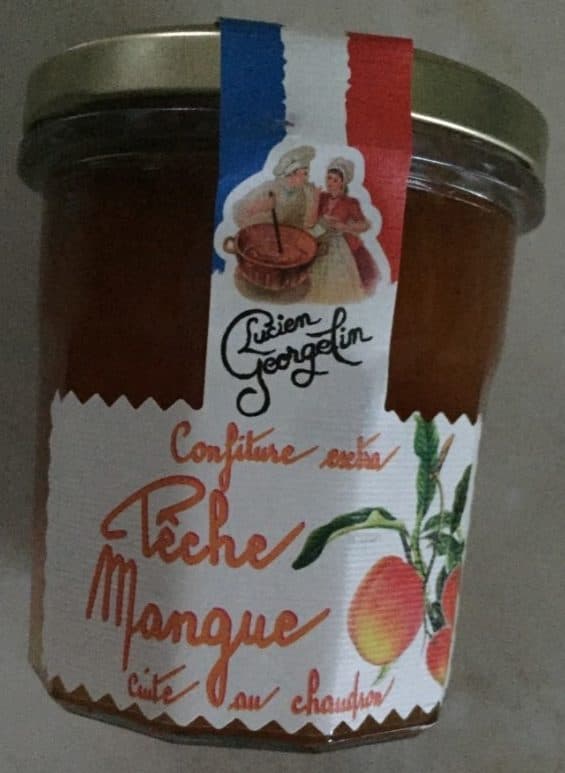 Lucien
Georgelin
Confiture extra
Pêche
Mangue
Cuite au chaudron